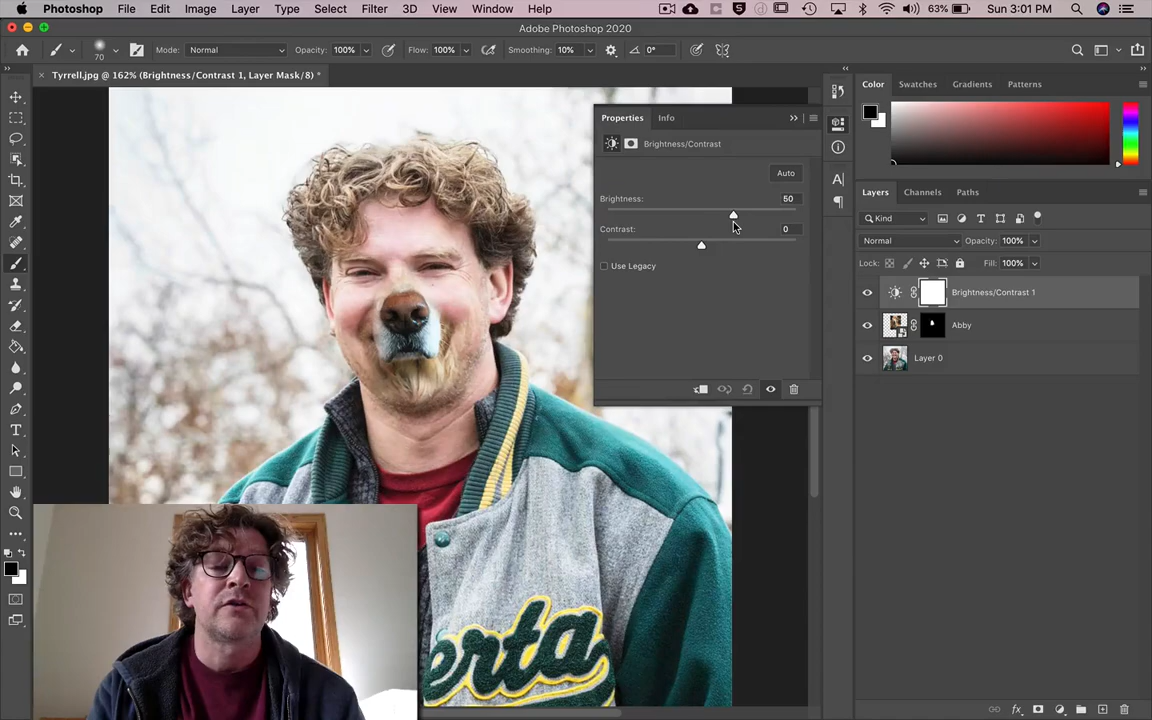 Photoshop File Edit Image Layer Type Select Filter 3D View Window Help 63% Sun 3:01 PM
Adobe Photoshop 2020
70 Mode: Normal Opacity: 100% Flow: 100% Smoothing: 10% 0°
Tyrrell.jpg @ 162% (Brightness/Contrast 1, Layer Mask/8) *
Color Swatches Gradients Patterns
Properties Info
Brightness/Contrast
Auto
Brightness: 50
Contrast: 0
Use Legacy
Layers Channels Paths
Kind
Normal Opacity: 100%
Lock: Fill: 100%
Brightness/Contrast 1
Abby
Layer 0
erta